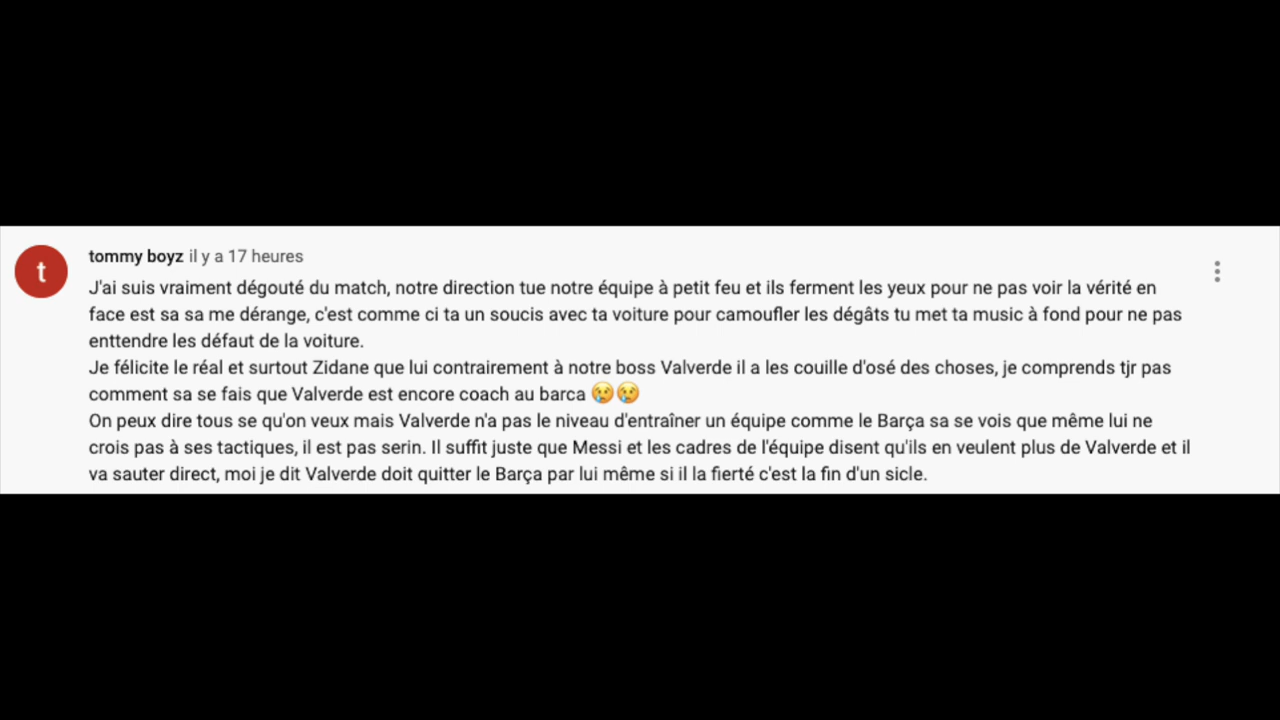 t
tommy boyz il y a 17 heures
J'ai suis vraiment dégouté du match, notre direction tue notre équipe à petit feu et ils ferment les yeux pour ne pas voir la vérité en
face est sa sa me dérange, c'est comme ci ta un soucis avec ta voiture pour camoufler les dégâts tu met ta music à fond pour ne pas
enttendre les défaut de la voiture.
Je félicite le réal et surtout Zidane que lui contrairement à notre boss Valverde il a les couille d'osé des choses, je comprends tjr pas
comment sa se fais que Valverde est encore coach au barca 😢😢
On peux dire tous se qu'on veux mais Valverde n'a pas le niveau d'entraîner un équipe comme le Barça sa se vois que même lui ne
crois pas à ses tactiques, il est pas serin. Il suffit juste que Messi et les cadres de l'équipe disent qu'ils en veulent plus de Valverde et il
va sauter direct, moi je dit Valverde doit quitter le Barça par lui même si il la fierté c'est la fin d'un sicle.